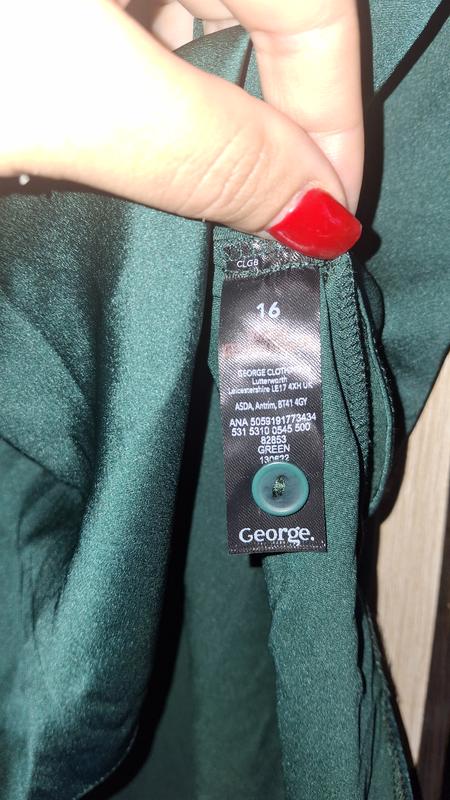 CLGB
16
GEORGE CLOTH
Lutterworth
Leicestershire LE17 4XH UK
ASDA, Antrim, BT41 4GY
ANA 5059191773434
531 5310 0545 500
82853
GREEN
130622
George.